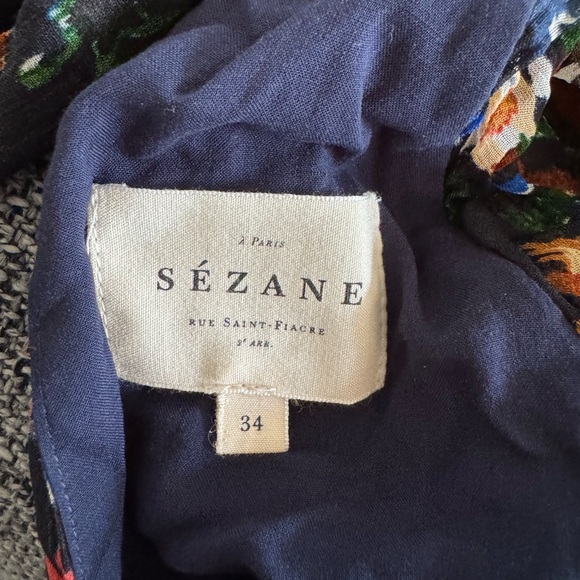 À PARIS
SÉZANE
RUE SAINT-FIACRE
2ᵉ ARR.
34